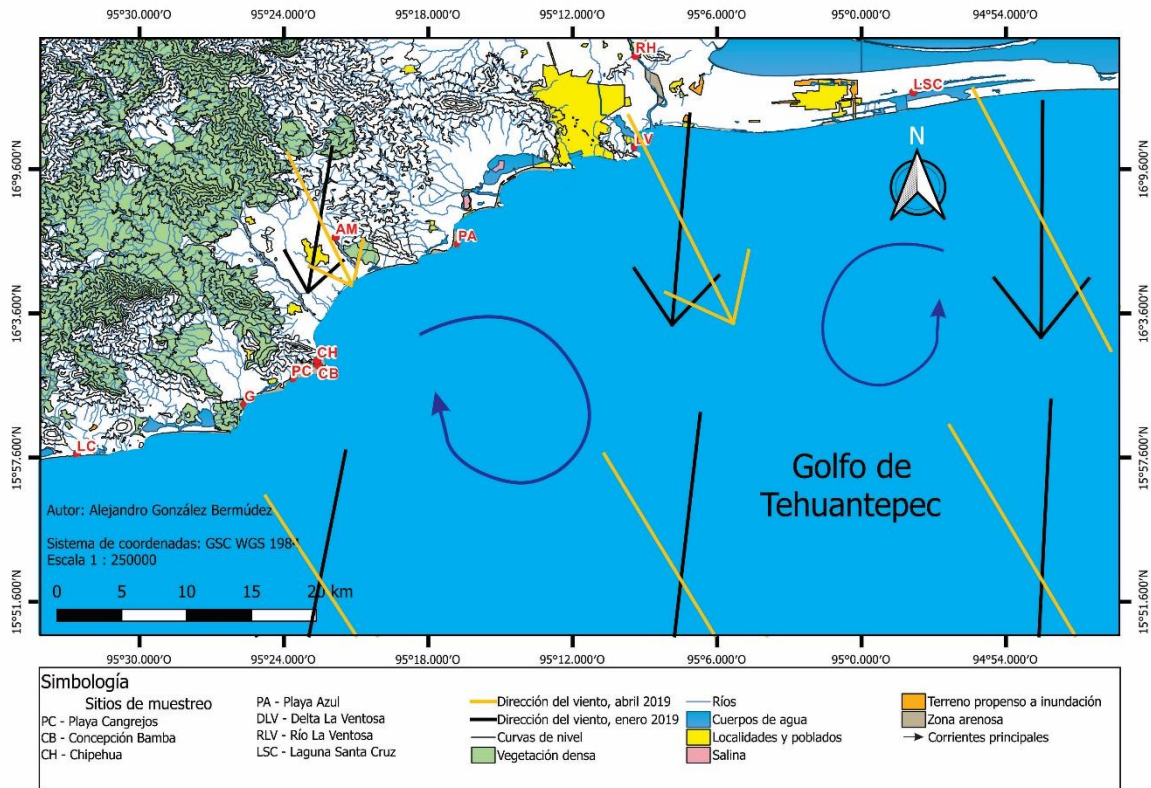 95°30.000'O 95°24.000'O 95°18.000'O 95°12.000'O 95°6.000'O 95°0.000'O 94°54.000'O
RH
LSC
LV
N
16°9.600'N 16°9.600'N
AM
PA
16°3.600'N 16°3.600'N
CH
PC CB
G
LC
15°57.600'N 15°57.600'N
Golfo de
Tehuantepec
Autor: Alejandro González Bermúdez
Sistema de coordenadas: GSC WGS 1984
Escala 1 : 250000
0 5 10 15 20 km
15°51.600'N 15°51.600'N
95°30.000'O 95°24.000'O 95°18.000'O 95°12.000'O 95°6.000'O 95°0.000'O 94°54.000'O
Simbología
Sitios de muestreo
PC - Playa Cangrejos
CB - Concepción Bamba
CH - Chipehua
PA - Playa Azul
DLV - Delta La Ventosa
RLV - Río La Ventosa
LSC - Laguna Santa Cruz
Dirección del viento, abril 2019
Dirección del viento, enero 2019
Curvas de nivel
Vegetación densa
Ríos
Cuerpos de agua
Localidades y poblados
Salina
Terreno propenso a inundación
Zona arenosa
Corrientes principales